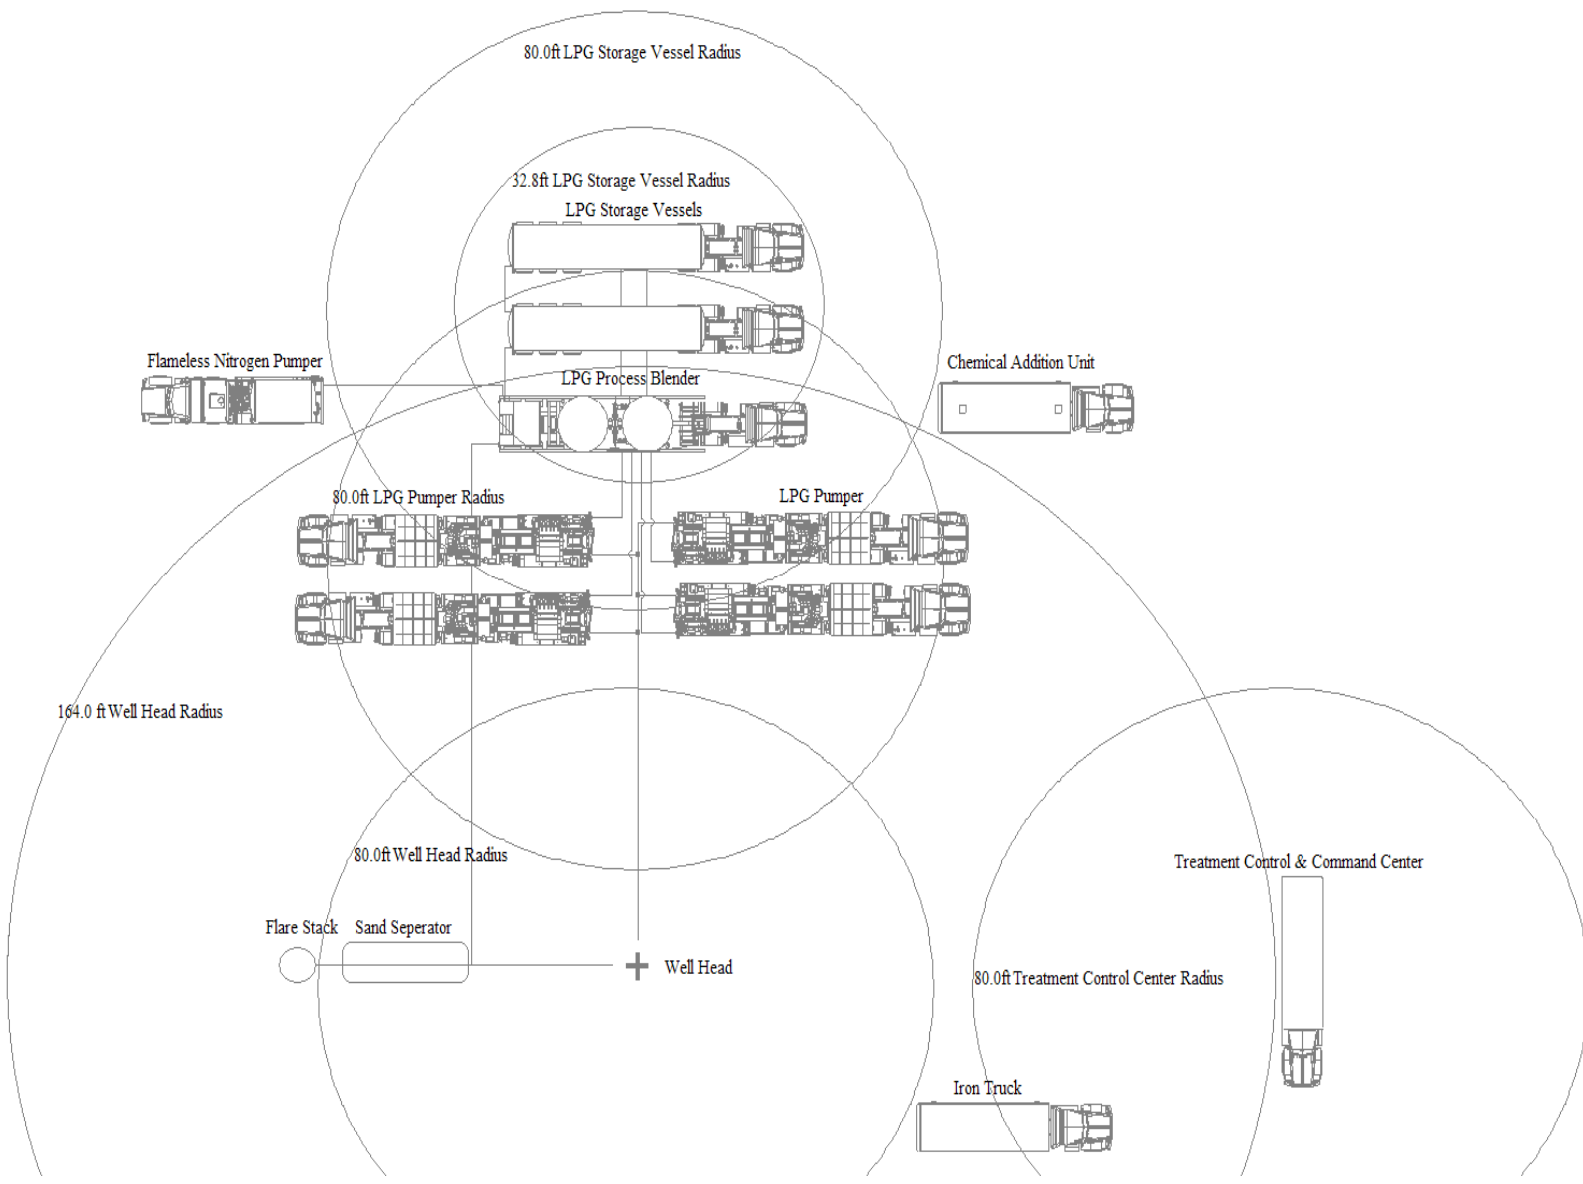 80.0ft LPG Storage Vessel Radius
32.8ft LPG Storage Vessel Radius
LPG Storage Vessels
Flameless Nitrogen Pumper
LPG Process Blender
Chemical Addition Unit
80.0ft LPG Pumper Radius
LPG Pumper
164.0 ft Well Head Radius
80.0ft Well Head Radius
Treatment Control & Command Center
Flare Stack
Sand Seperator
Well Head
80.0ft Treatment Control Center Radius
Iron Truck